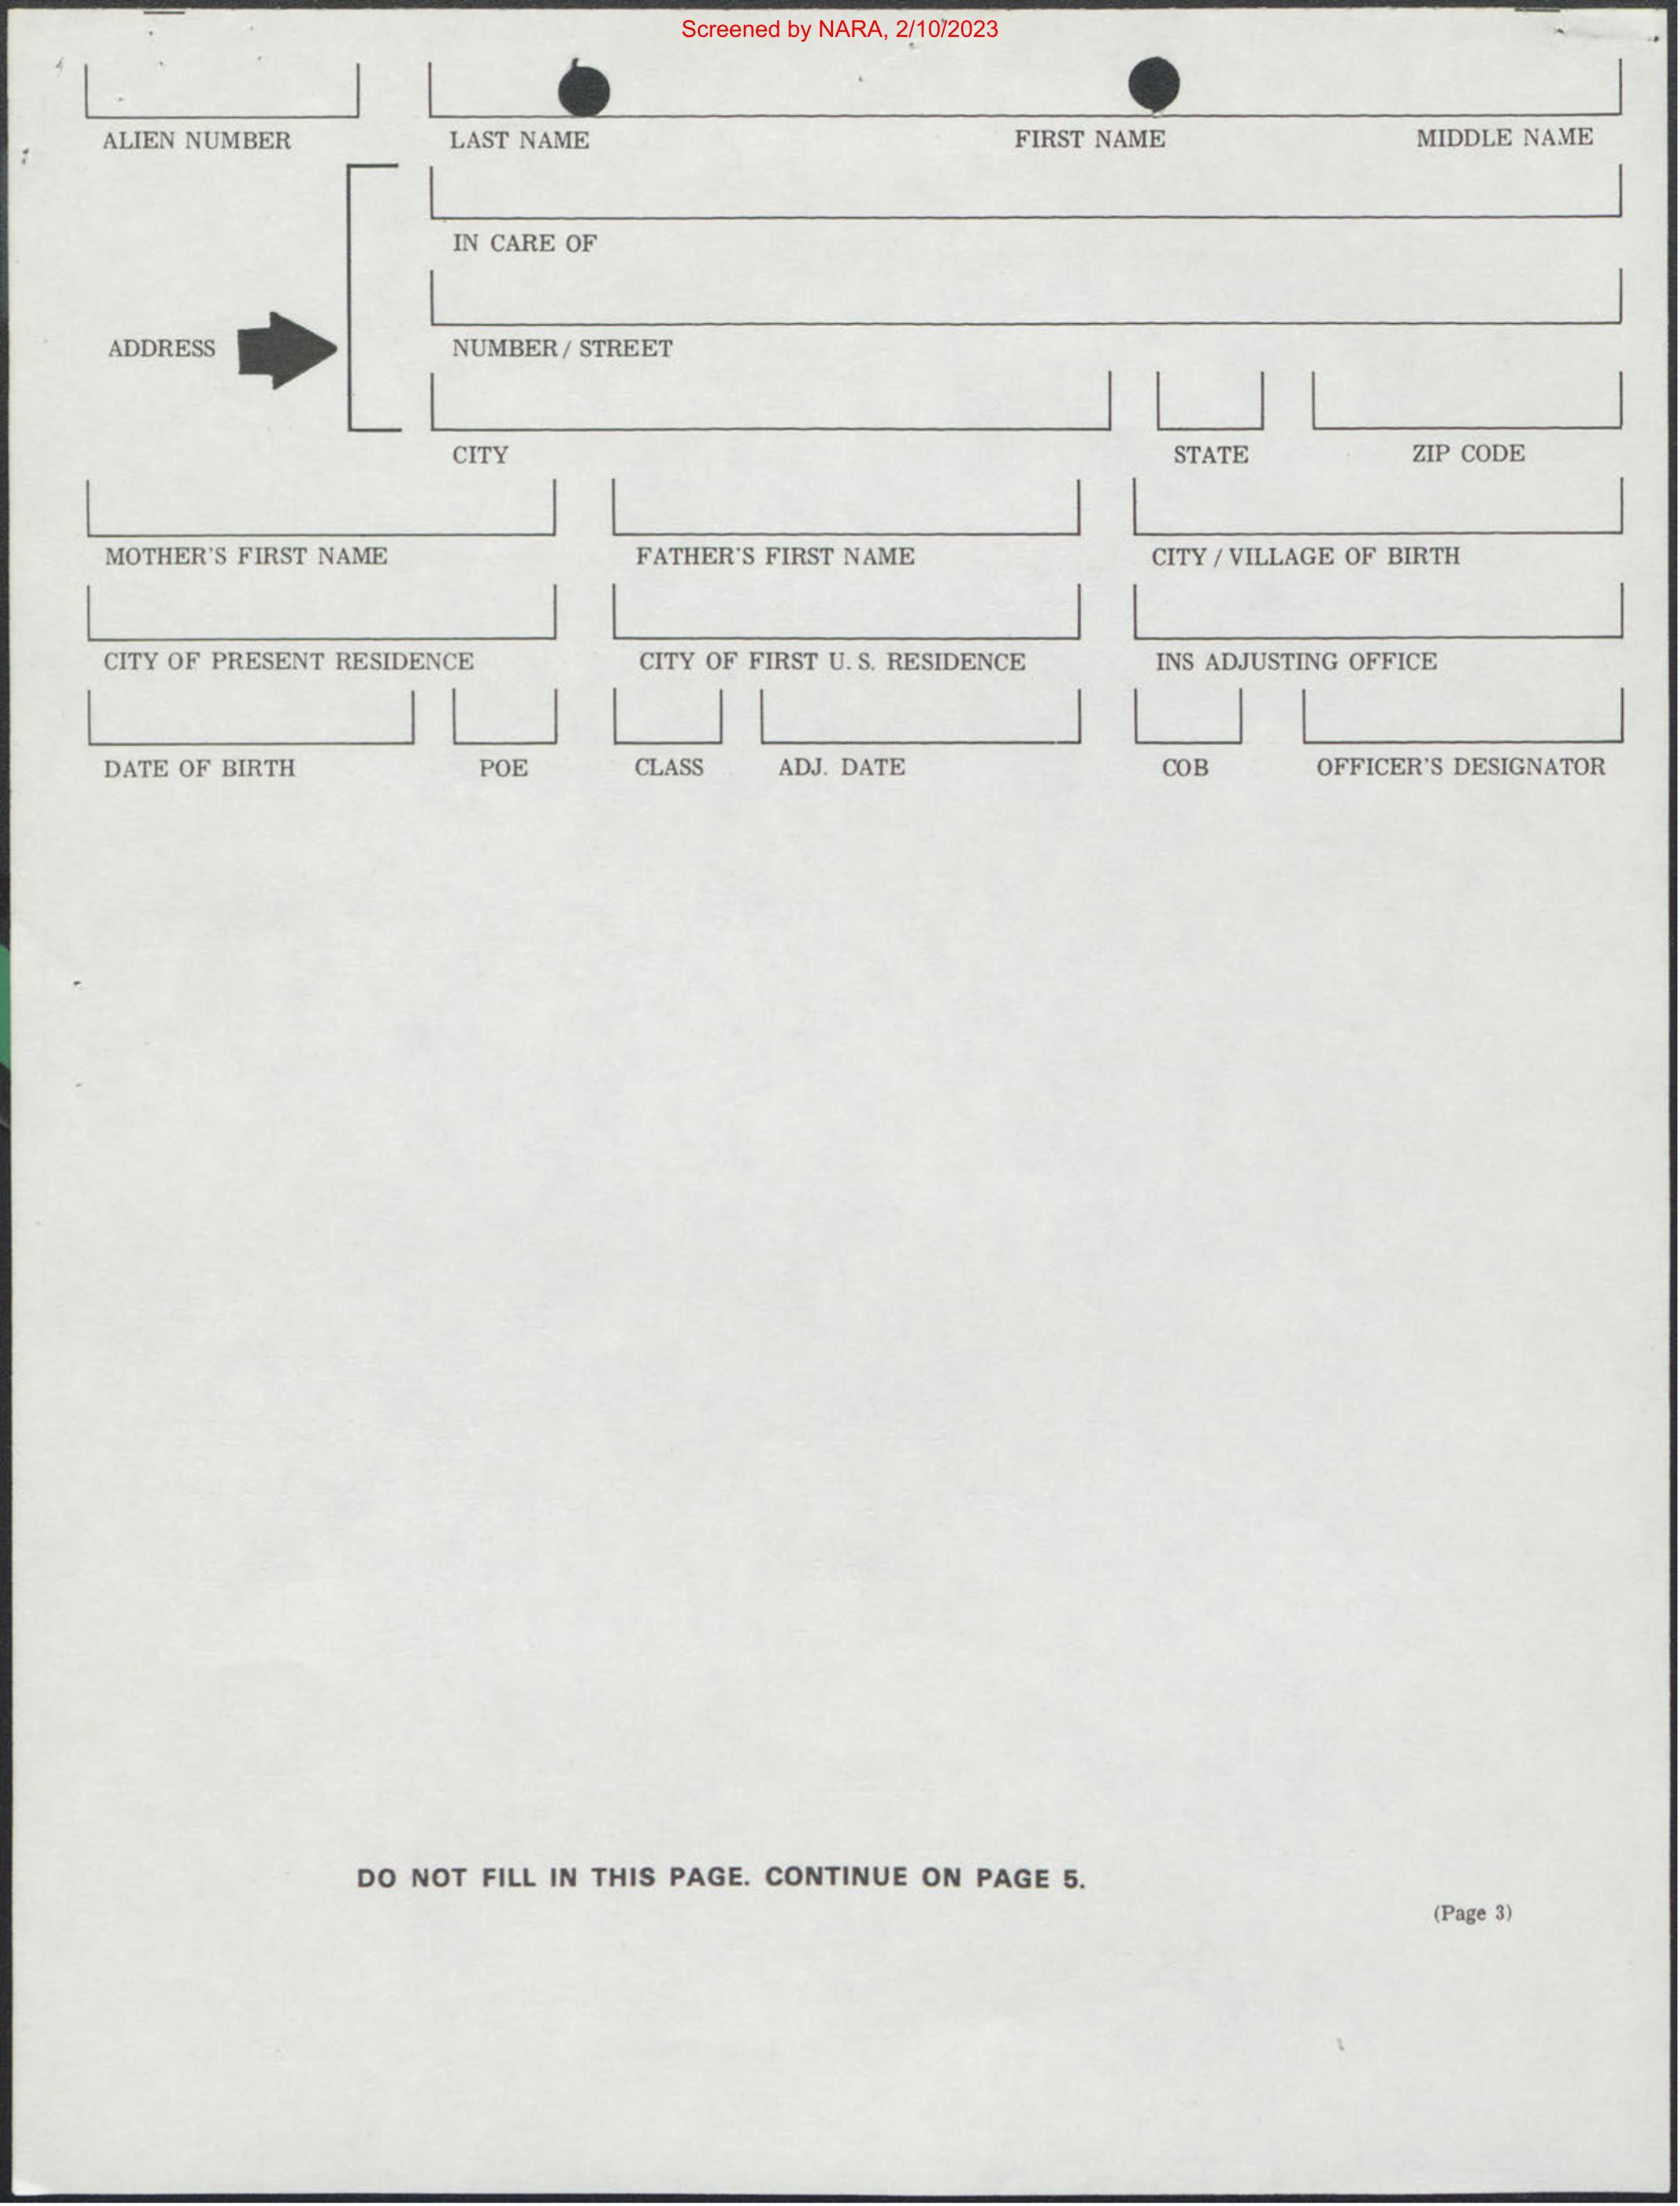 Screened by NARA, 2/10/2023
ALIEN NUMBER LAST NAME FIRST NAME MIDDLE NAME
IN CARE OF
ADDRESS NUMBER / STREET
CITY STATE ZIP CODE
MOTHER'S FIRST NAME FATHER'S FIRST NAME CITY / VILLAGE OF BIRTH
CITY OF PRESENT RESIDENCE CITY OF FIRST U. S. RESIDENCE INS ADJUSTING OFFICE
DATE OF BIRTH POE CLASS ADJ. DATE COB OFFICER'S DESIGNATOR
DO NOT FILL IN THIS PAGE. CONTINUE ON PAGE 5.
(Page 3)